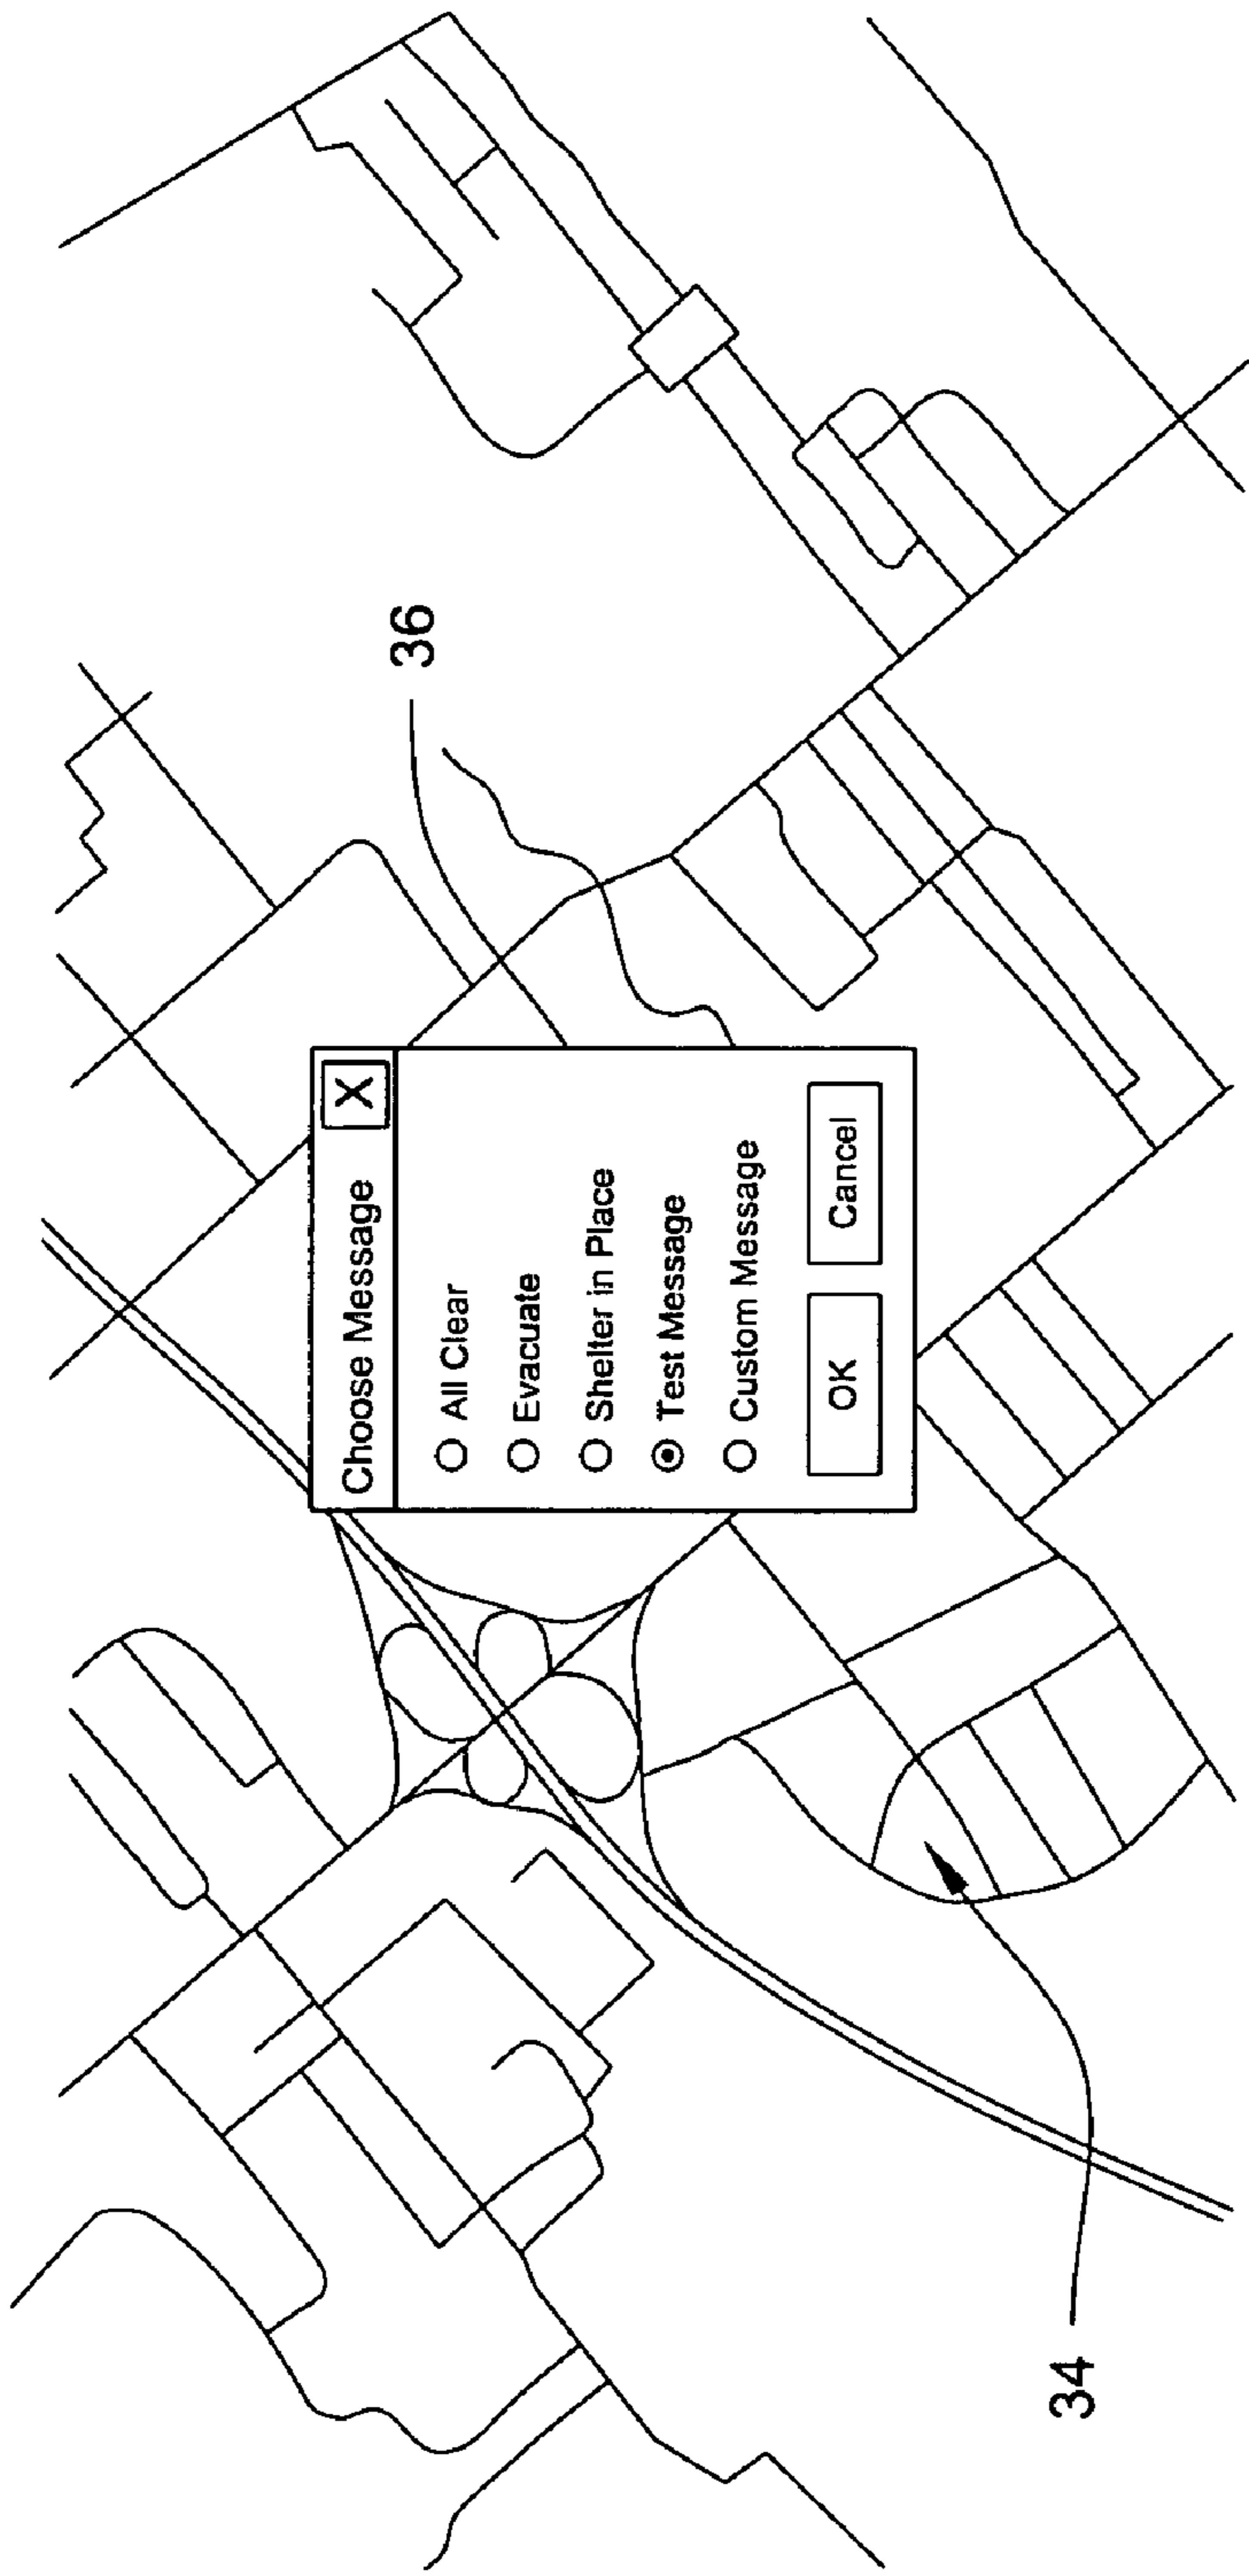 36
Choose Message X
All Clear
Evacuate
Shelter in Place
Test Message
Custom Message
OK Cancel
34